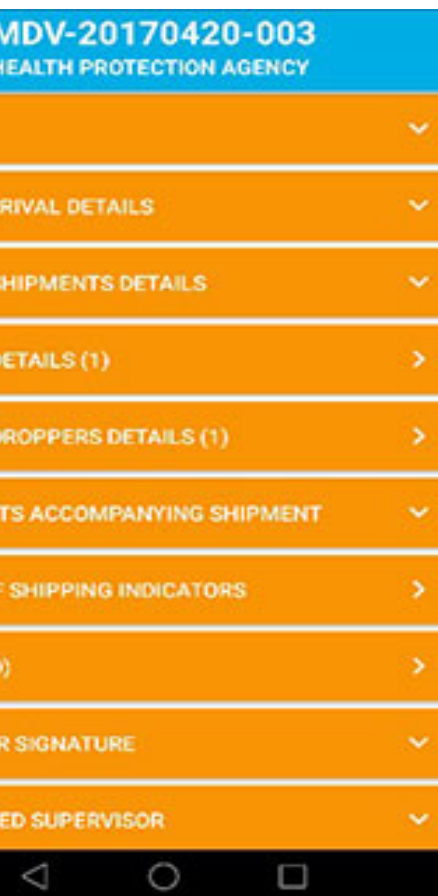 MDV-20170420-003
HEALTH PROTECTION AGENCY
RIVAL DETAILS
SHIPMENTS DETAILS
DETAILS (1)
DROPPERS DETAILS (1)
TS ACCOMPANYING SHIPMENT
F SHIPPING INDICATORS
)
R SIGNATURE
ED SUPERVISOR